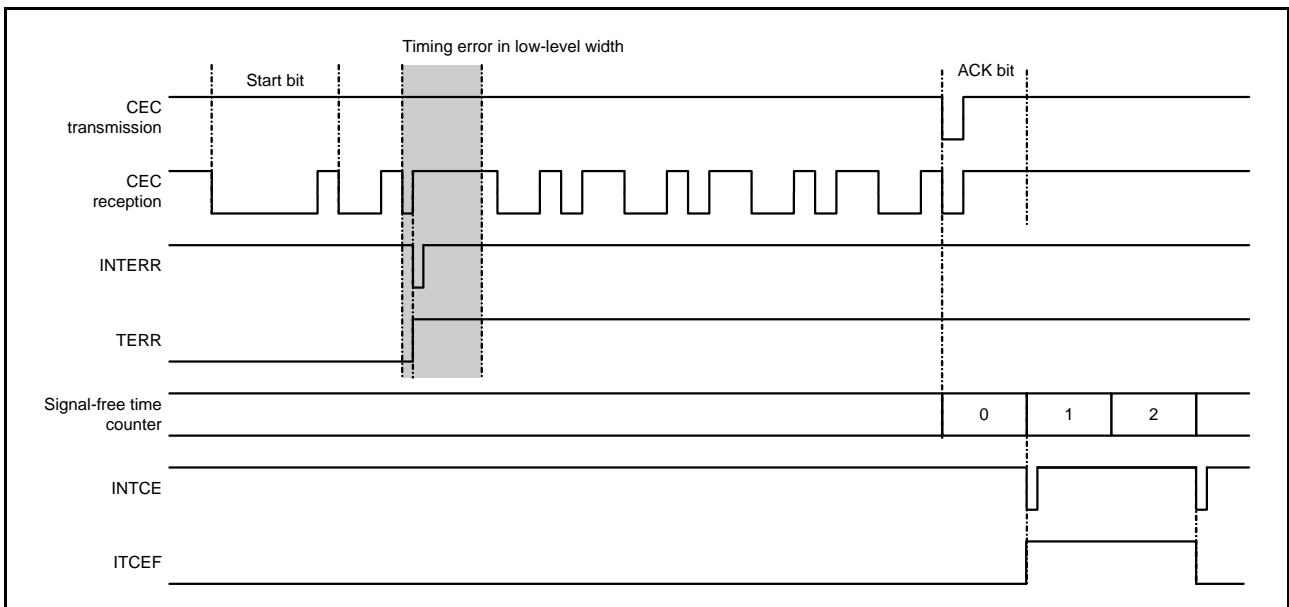 Timing error in low-level width
Start bit
ACK bit
CEC
transmission
CEC
reception
INTERR
TERR
Signal-free time
counter
0 1 2
INTCE
ITCEF